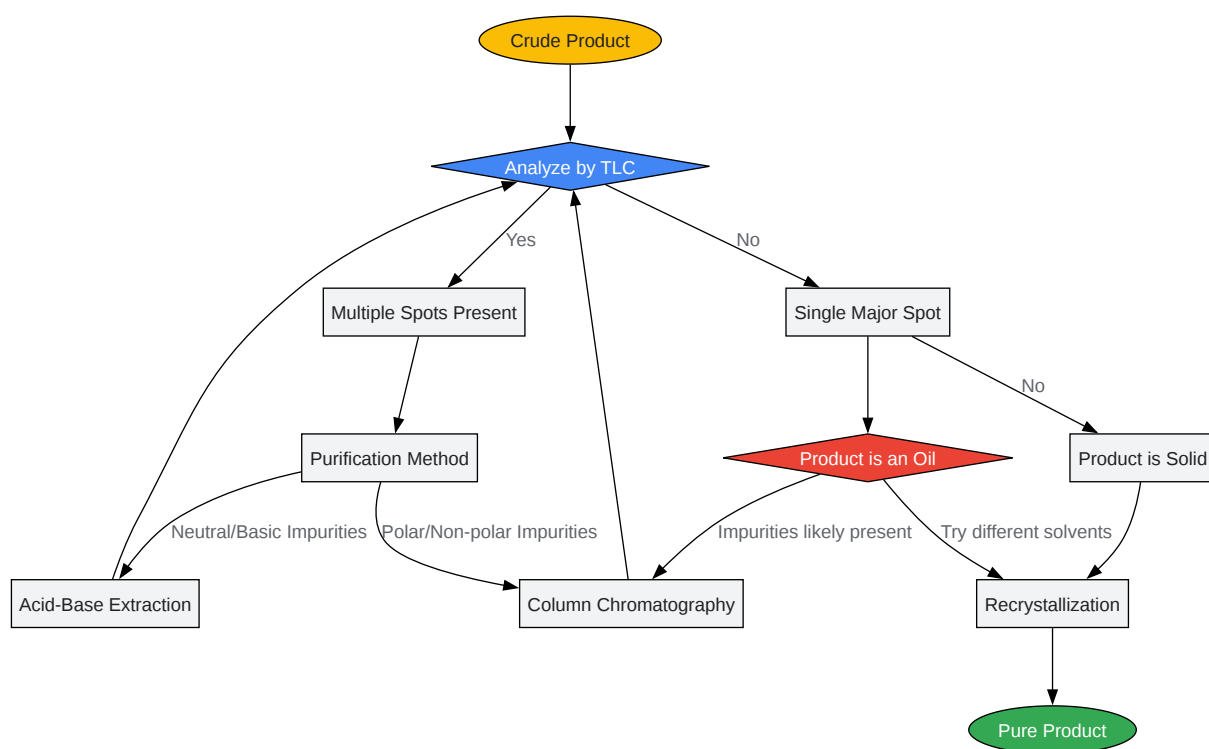 Crude Product
Analyze by TLC
Yes
No
Multiple Spots Present
Single Major Spot
No
Purification Method
Product is an Oil
Product is Solid
Neutral/Basic Impurities
Polar/Non-polar Impurities
Impurities likely present
Try different solvents
Acid-Base Extraction
Column Chromatography
Recrystallization
Pure Product